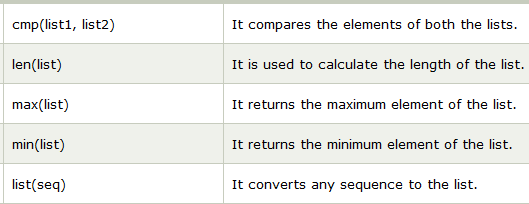 cmp(list1, list2) It compares the elements of both the lists.
len(list) It is used to calculate the length of the list.
max(list) It returns the maximum element of the list.
min(list) It returns the minimum element of the list.
list(seq) It converts any sequence to the list.